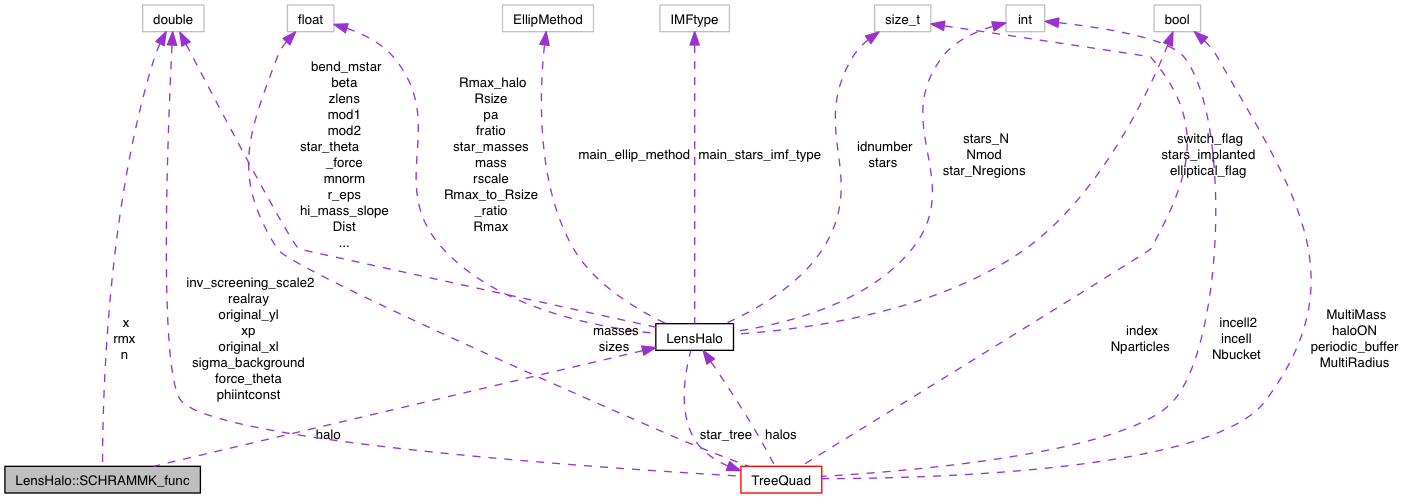 double
float
EllipMethod
IMFtype
size_t
int
bool
bend_mstar
beta
zlens
mod1
mod2
star_theta
_force
mnorm
r_eps
hi_mass_slope
Dist
...
Rmax_halo
Rsize
pa
fratio
star_masses
mass
rscale
Rmax_to_Rsize
_ratio
Rmax
main_ellip_method
main_stars_imf_type
idnumber
stars
stars_N
Nmod
star_Nregions
switch_flag
stars_implanted
elliptical_flag
x
rmx
n
inv_screening_scale2
realray
original_yl
xp
original_xl
sigma_background
force_theta
phiintconst
masses
sizes
LensHalo
index
Nparticles
incell2
incell
Nbucket
MultiMass
haloON
periodic_buffer
MultiRadius
halo
star_tree
halos
LensHalo::SCHRAMMK_func
TreeQuad